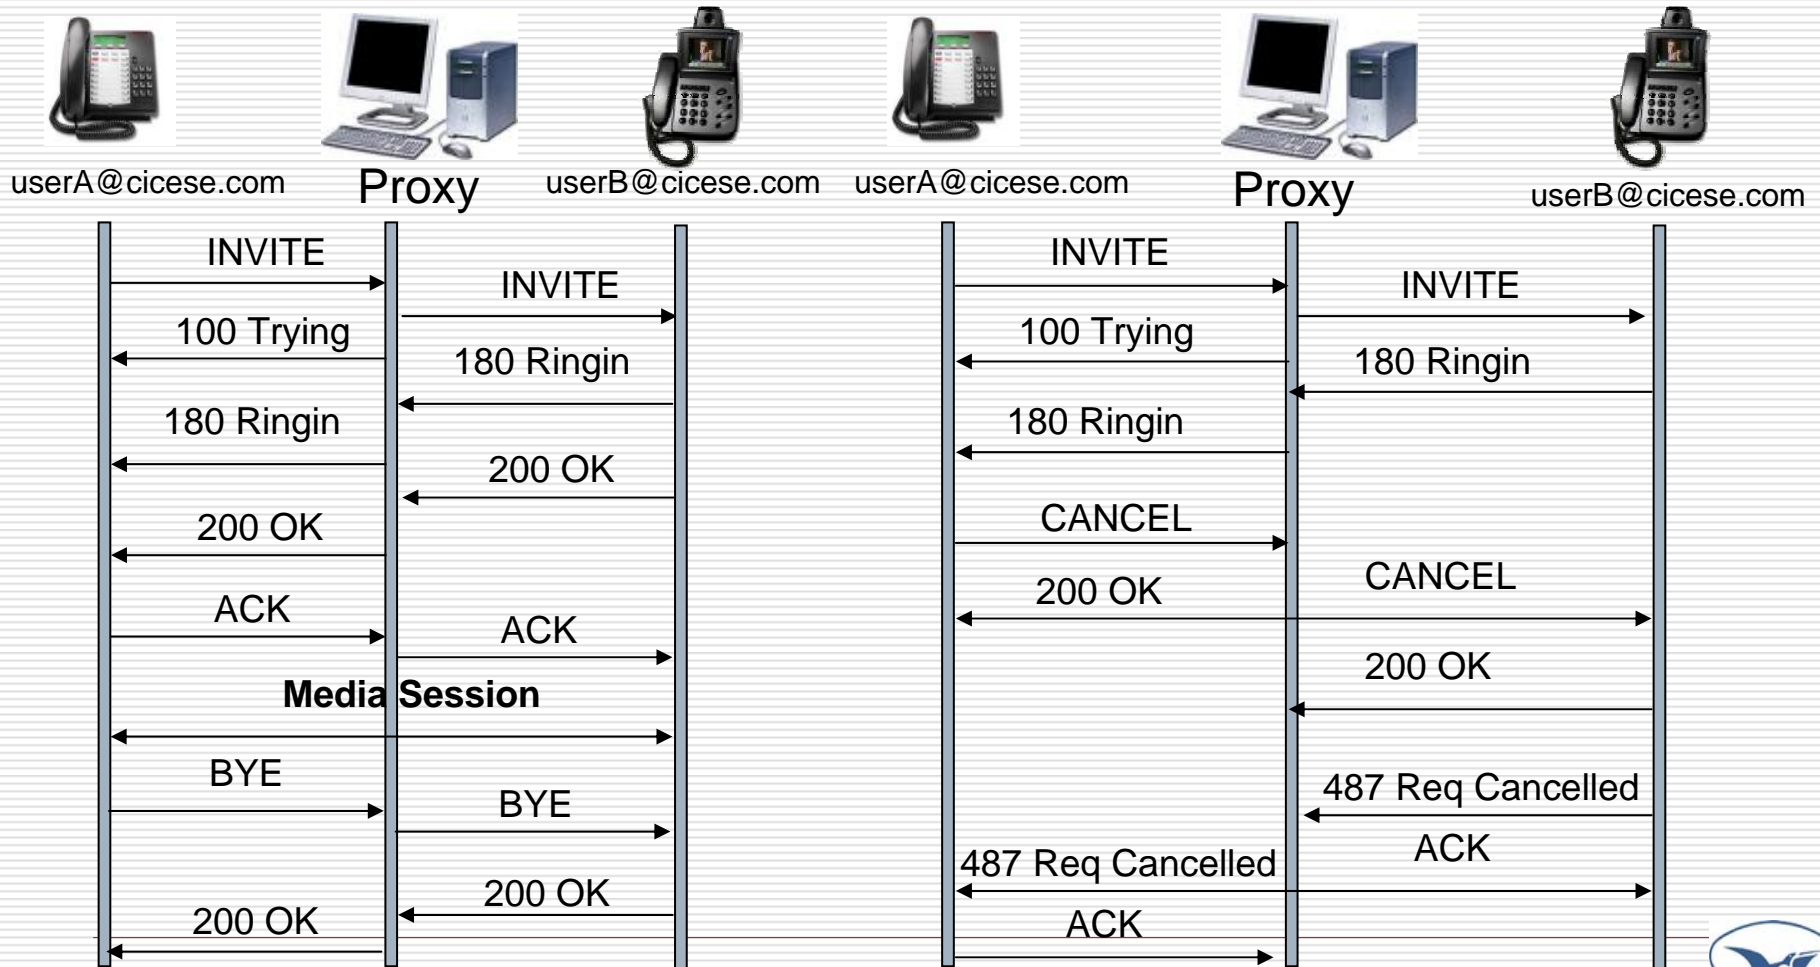 userA@cicese.com
Proxy
userB@cicese.com
INVITE
INVITE
100 Trying
180 Ringin
180 Ringin
200 OK
200 OK
ACK
ACK
Media Session
BYE
BYE
200 OK
200 OK
userA@cicese.com
Proxy
userB@cicese.com
INVITE
INVITE
100 Trying
180 Ringin
180 Ringin
CANCEL
CANCEL
200 OK
200 OK
487 Req Cancelled
ACK
487 Req Cancelled
ACK